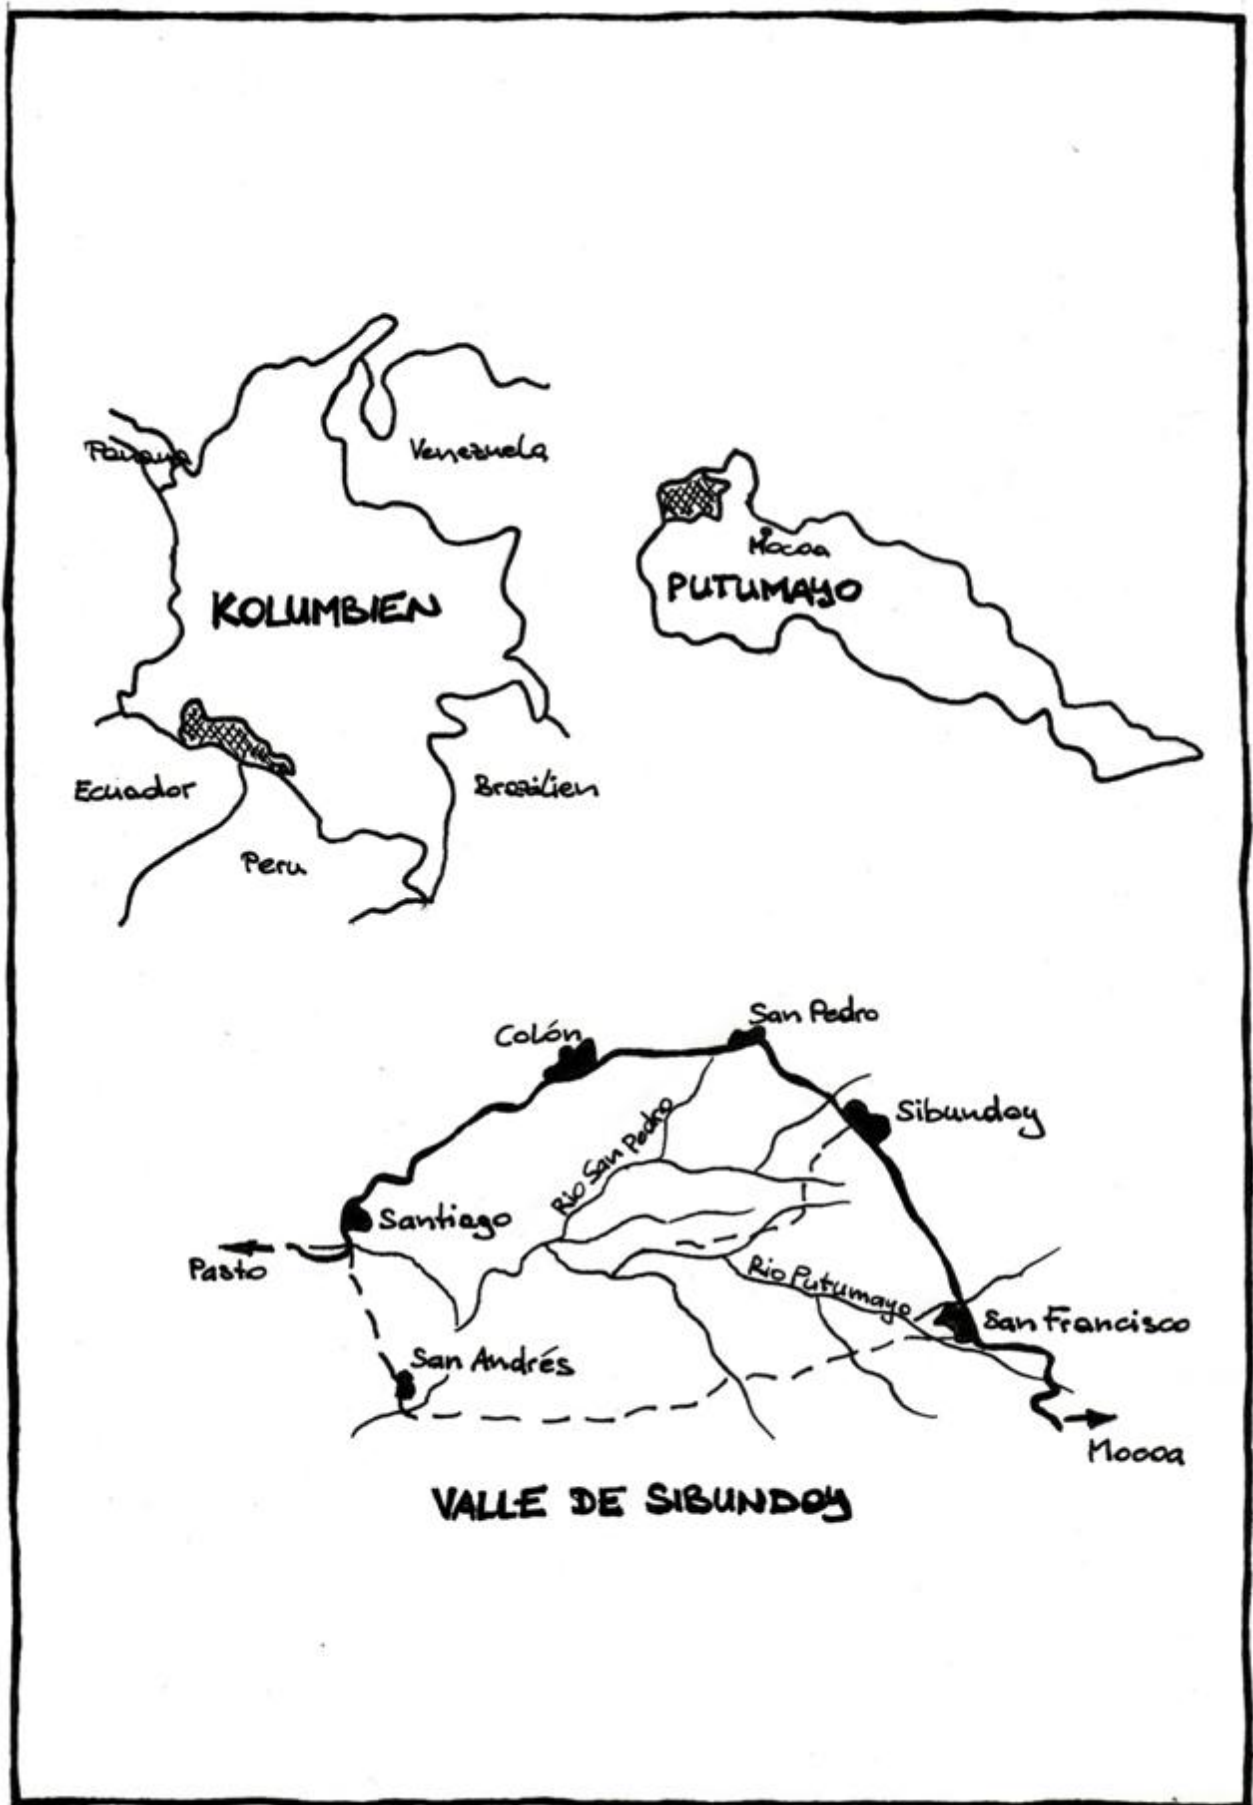 Panama
Venezuela
KOLUMBIEN
Ecuador
Brazilien
Peru
Mocoa
PUTUMAYO
San Pedro
Colón
Sibundoy
Rio San Pedro
Santiago
Pasto
Rio Putumayo
San Francisco
San Andrés
Mocoa
VALLE DE SIBUNDOY